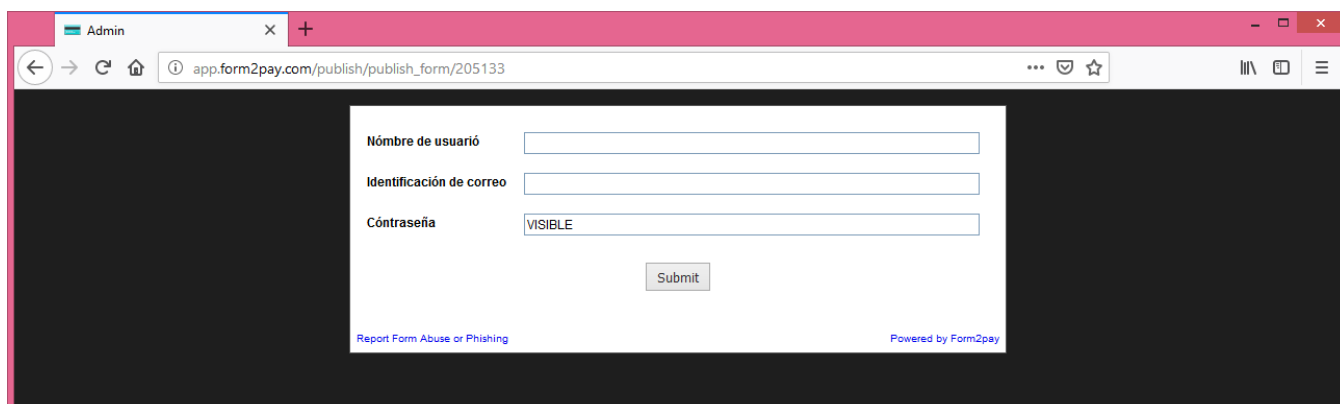 Admin
app.form2pay.com/publish/publish_form/205133
Nómbre de usuarió
Identificación de correo
Cóntraseña VISIBLE
Submit
Report Form Abuse or Phishing Powered by Form2pay